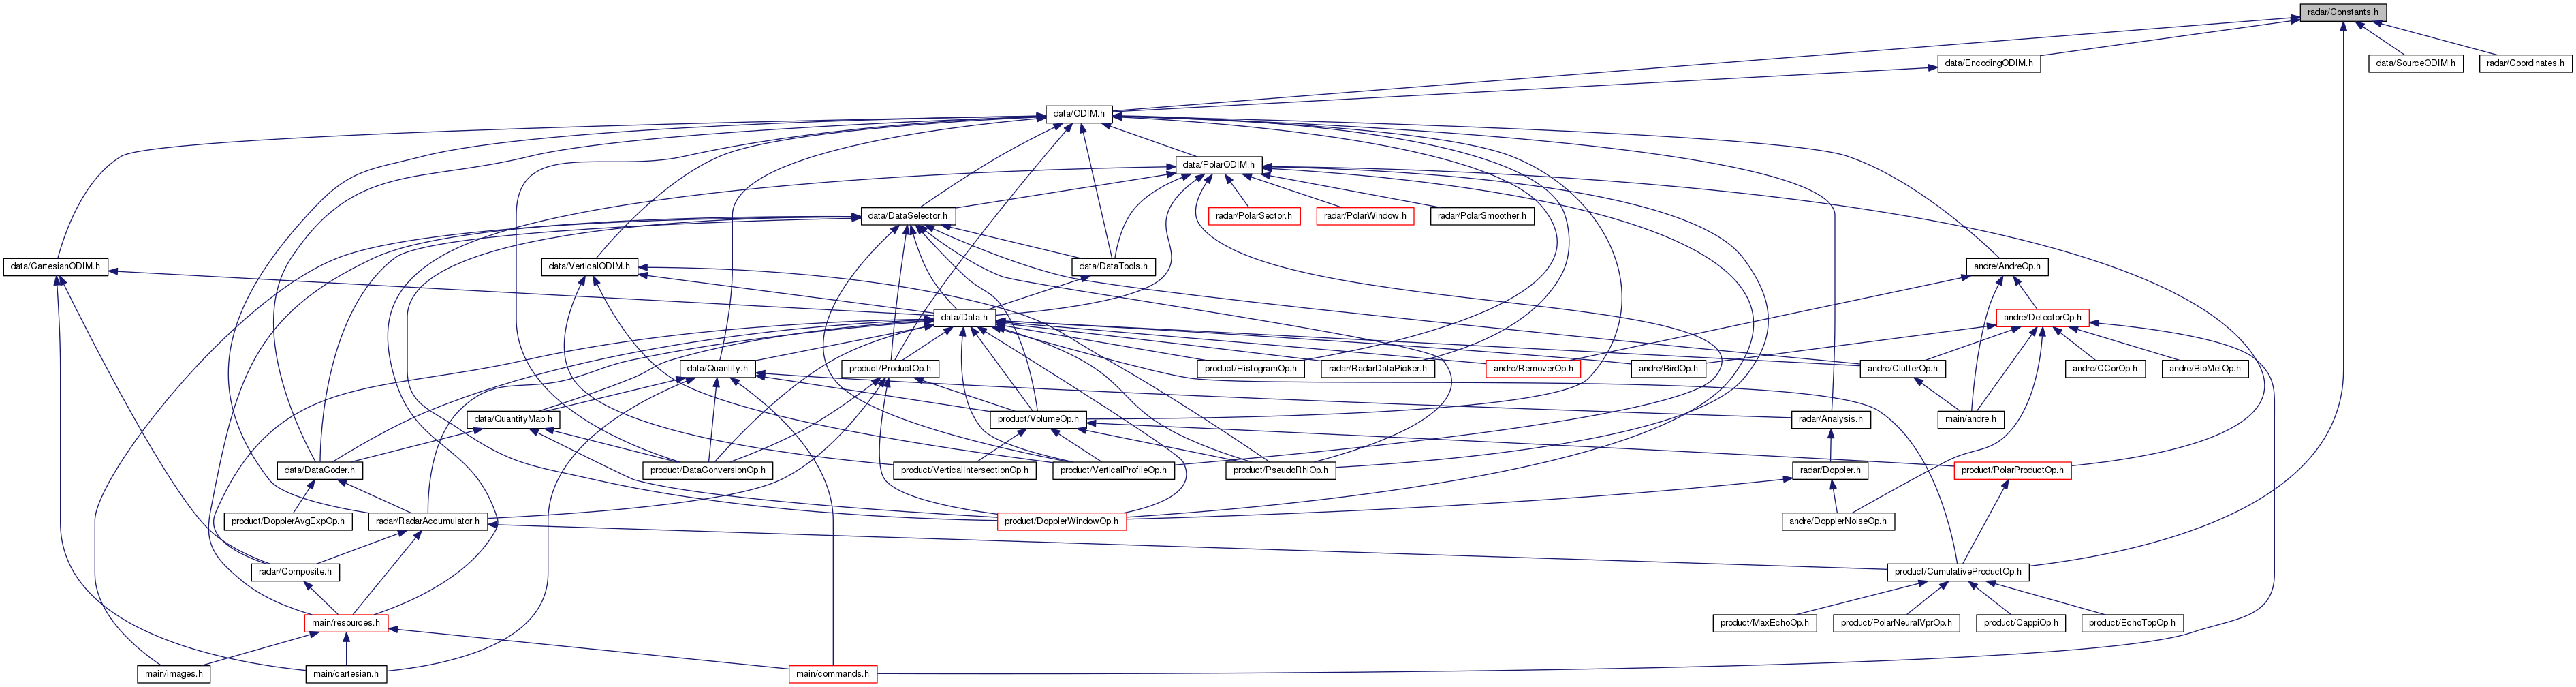 radar/Constants.h
data/EncodingODIM.h
data/SourceODIM.h
radar/Coordinates.h
data/ODIM.h
data/PolarODIM.h
data/DataSelector.h
radar/PolarSector.h
radar/PolarWindow.h
radar/PolarSmoother.h
data/CartesianODIM.h
data/VerticalODIM.h
data/DataTools.h
andre/AndreOp.h
data/Data.h
andre/DetectorOp.h
data/Quantity.h
product/ProductOp.h
product/HistogramOp.h
radar/RadarDataPicker.h
andre/RemoverOp.h
andre/BirdOp.h
andre/ClutterOp.h
andre/CCorOp.h
andre/BioMetOp.h
data/QuantityMap.h
product/VolumeOp.h
radar/Analysis.h
main/andre.h
data/DataCoder.h
product/DataConversionOp.h
product/VerticalIntersectionOp.h
product/VerticalProfileOp.h
product/PseudoRhiOp.h
radar/Doppler.h
product/PolarProductOp.h
product/DopplerAvgExpOp.h
radar/RadarAccumulator.h
product/DopplerWindowOp.h
andre/DopplerNoiseOp.h
radar/Composite.h
product/CumulativeProductOp.h
main/resources.h
product/MaxEchoOp.h
product/PolarNeuralVprOp.h
product/CappiOp.h
product/EchoTopOp.h
main/images.h
main/cartesian.h
main/commands.h